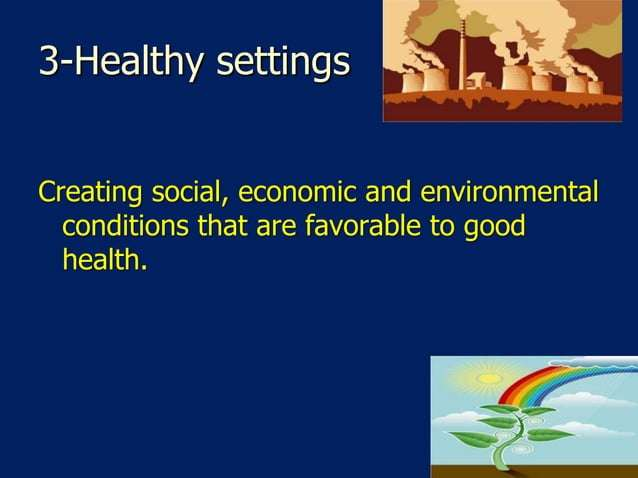 3-Healthy settings
Creating social, economic and environmental
conditions that are favorable to good
health.